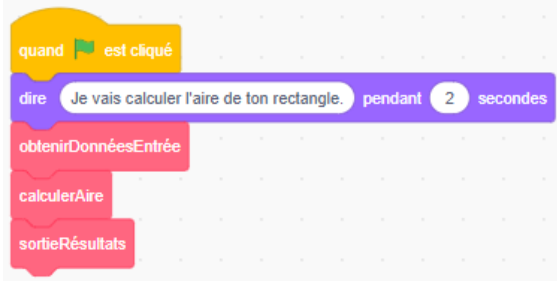 quand est cliqué
dire Je vais calculer l'aire de ton rectangle. pendant 2 secondes
obtenirDonnéesEntrée
calculerAire
sortieRésultats